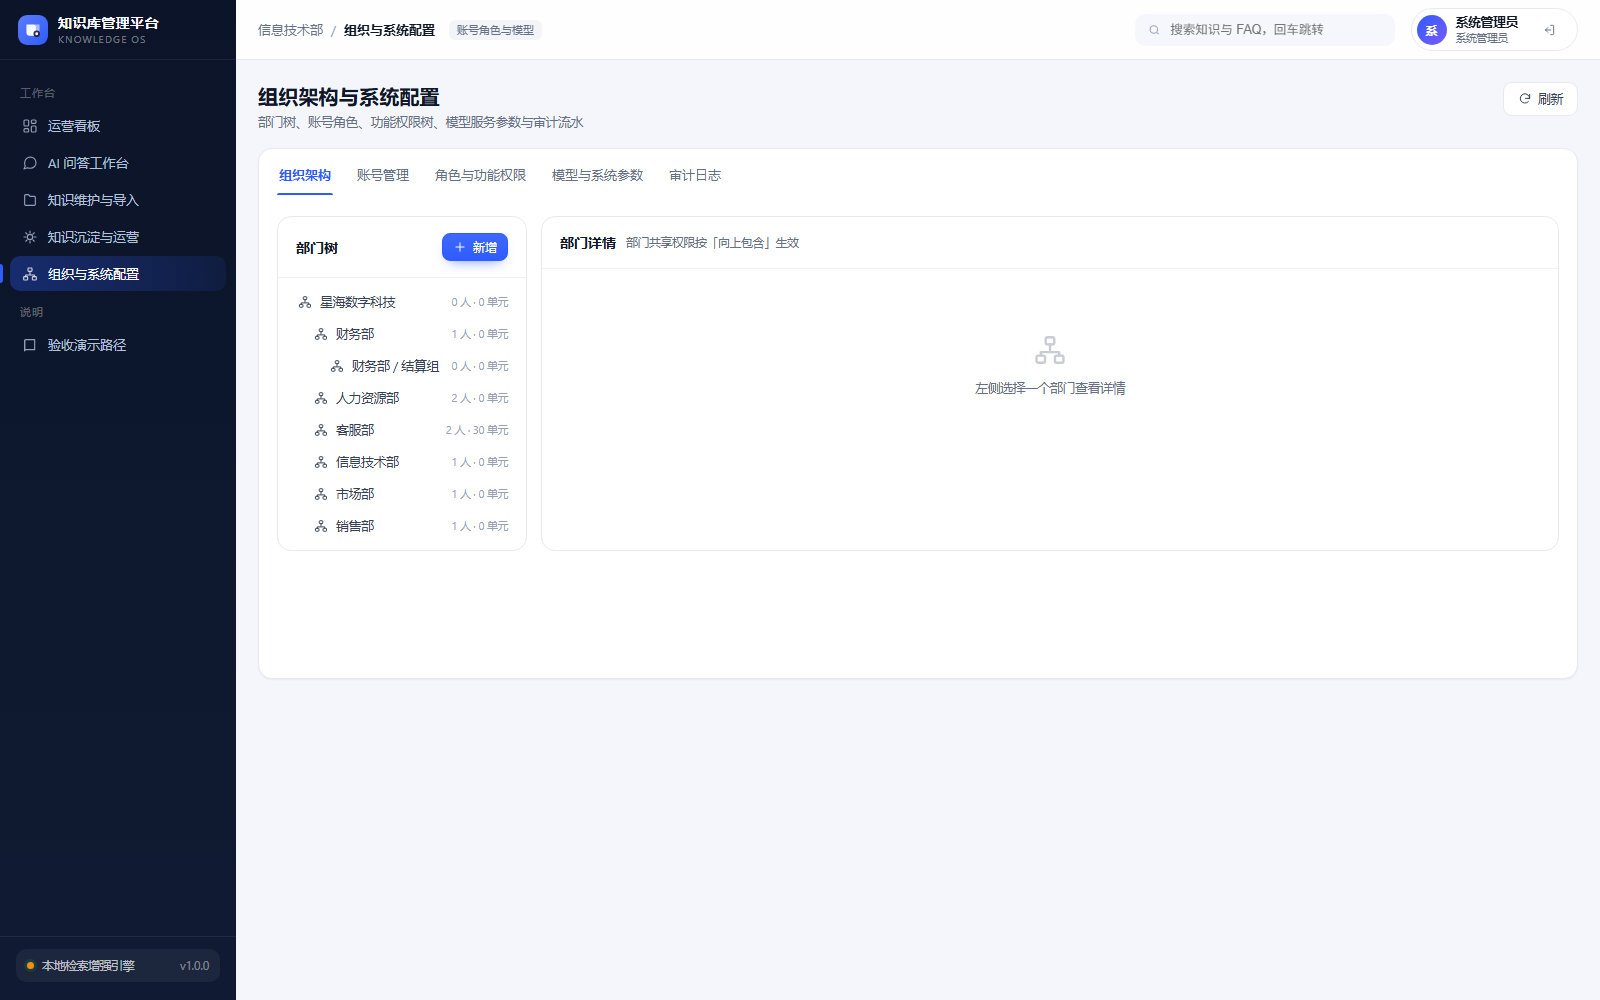 知识库管理平台
KNOWLEDGE OS
工作台
运营看板
AI 问答工作台
知识维护与导入
知识沉淀与运营
组织与系统配置
说明
验收演示路径
本地检索增强引擎 v1.0.0
信息技术部 / 组织与系统配置 账号角色与模型
搜索知识与 FAQ，回车跳转
系 系统管理员
系统管理员
组织架构与系统配置
部门树、账号角色、功能权限树、模型服务参数与审计流水
刷新
组织架构 账号管理 角色与功能权限 模型与系统参数 审计日志
部门树 新增
星海数字科技 0 人 · 0 单元
财务部 1 人 · 0 单元
财务部 / 结算组 0 人 · 0 单元
人力资源部 2 人 · 0 单元
客服部 2 人 · 30 单元
信息技术部 1 人 · 0 单元
市场部 1 人 · 0 单元
销售部 1 人 · 0 单元
部门详情 部门共享权限按「向上包含」生效
左侧选择一个部门查看详情